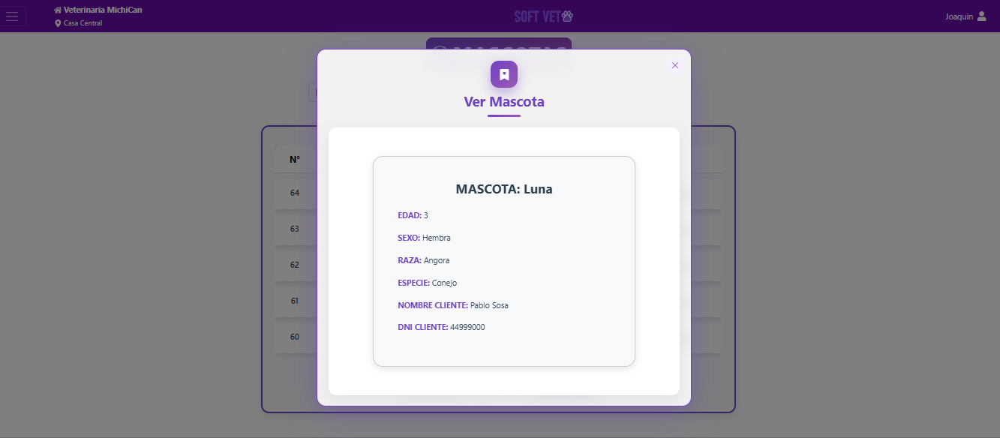 Veterinaria MichiCan
Casa Central
SOFT VET
Joaquin
Ver Mascota
N°
64
63
62
61
60
MASCOTA: Luna
EDAD: 3
SEXO: Hembra
RAZA: Angora
ESPECIE: Conejo
NOMBRE CLIENTE: Pablo Sosa
DNI CLIENTE: 44999000